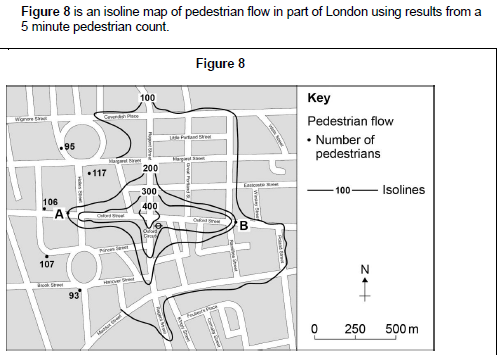 Figure 8 is an isoline map of pedestrian flow in part of London using results from a
5 minute pedestrian count.
Figure 8
100
Cavendish Place
Wigmore Street
Regent Street
Little Portland Street
95
Margaret Street
Margaret Street
117
200
Great Portland St
Eastcastle Street
300
106
A
400
Oxford Street
Oxford Circus
Oxford Street
B
Princes Street
107
Brook Street
Hanover Street
93
Maddox Street
Key
Pedestrian flow
• Number of
pedestrians
100 Isolines
N
0 250 500 m